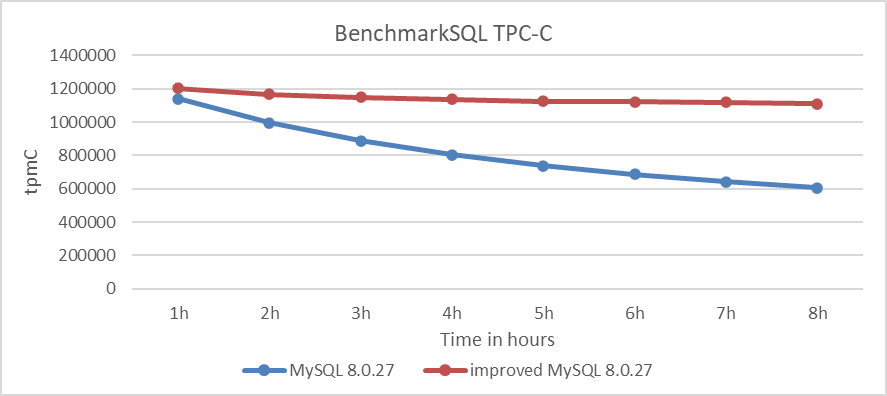 BenchmarkSQL TPC-C
1400000
1200000
1000000
800000
600000
400000
200000
0
tpmC
1h 2h 3h 4h 5h 6h 7h 8h
Time in hours
MySQL 8.0.27 improved MySQL 8.0.27